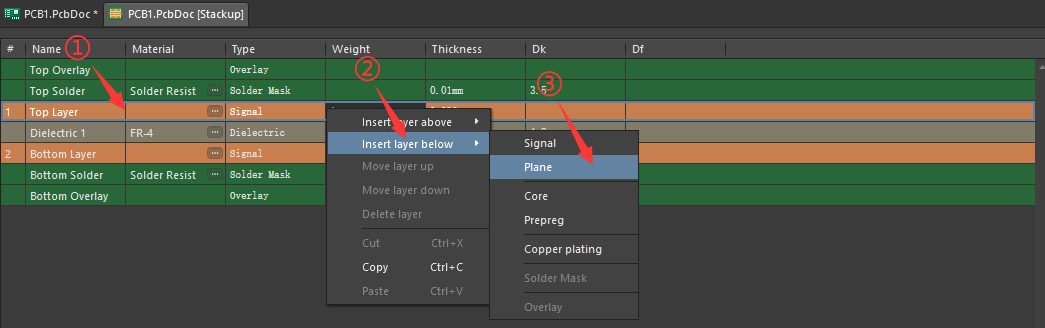 PCB1.PcbDoc * PCB1.PcbDoc [Stackup]
# Name Material Type Weight Thickness Dk Df
① ② ③
Top Overlay Overlay
Top Solder Solder Resist ··· Solder Mask 0.01mm 3.5
1 Top Layer ··· Signal
Dielectric 1 FR-4 ··· Dielectric
2 Bottom Layer ··· Signal
Bottom Solder Solder Resist ··· Solder Mask
Bottom Overlay Overlay
Insert layer above
Insert layer below
Move layer up
Move layer down
Delete layer
Cut Ctrl+X
Copy Ctrl+C
Paste Ctrl+V
Signal
Plane
Core
Prepreg
Copper plating
Solder Mask
Overlay